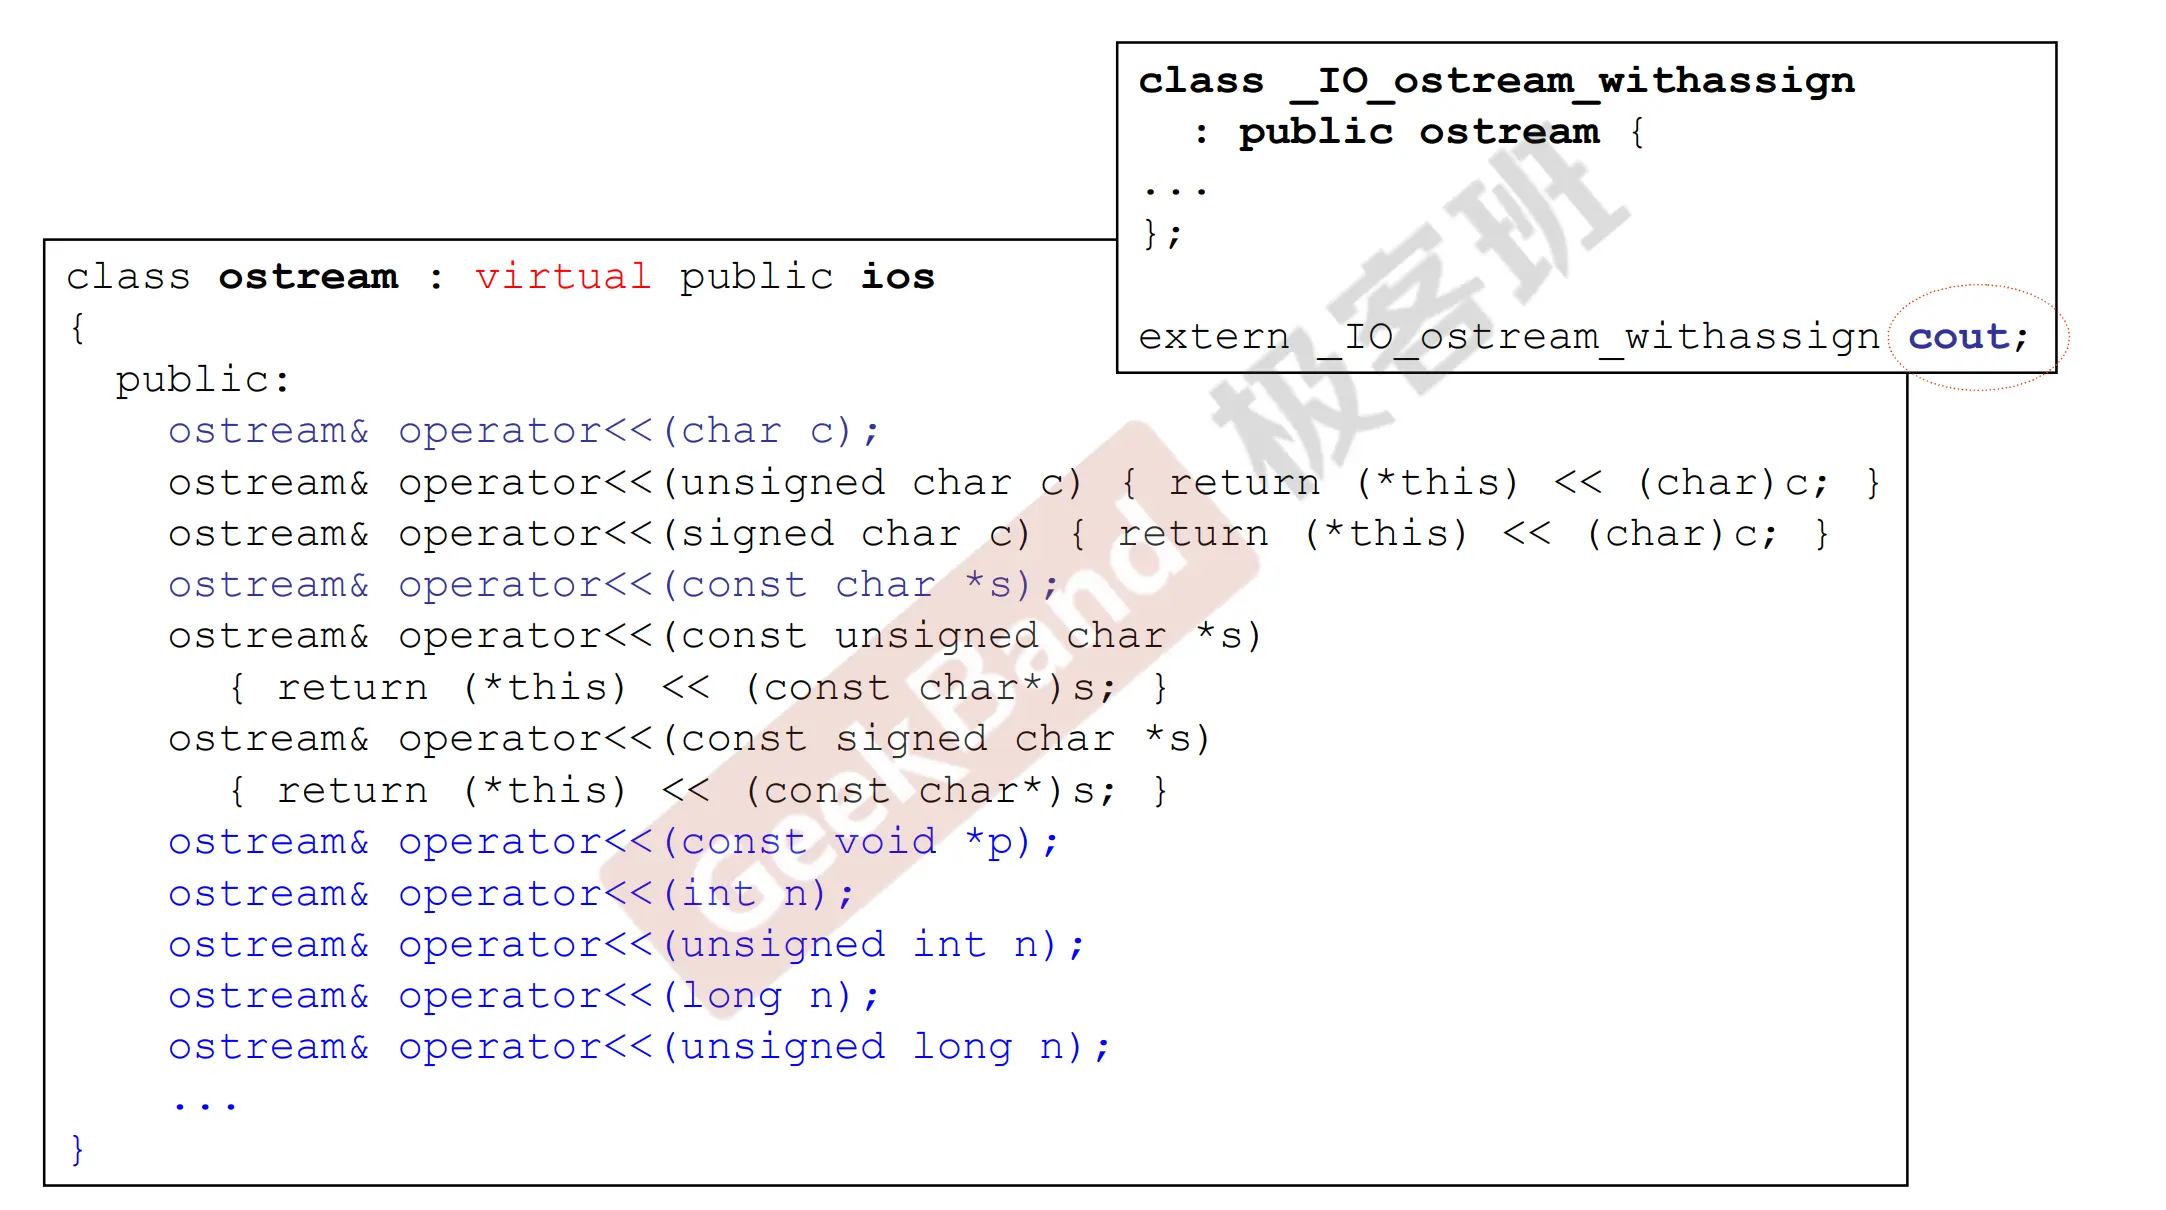 class _IO_ostream_withassign
: public ostream {
...
};
extern _IO_ostream_withassign cout;
class ostream : virtual public ios
{
public:
ostream& operator<<(char c);
ostream& operator<<(unsigned char c) { return (*this) << (char)c; }
ostream& operator<<(signed char c) { return (*this) << (char)c; }
ostream& operator<<(const char *s);
ostream& operator<<(const unsigned char *s)
{ return (*this) << (const char*)s; }
ostream& operator<<(const signed char *s)
{ return (*this) << (const char*)s; }
ostream& operator<<(const void *p);
ostream& operator<<(int n);
ostream& operator<<(unsigned int n);
ostream& operator<<(long n);
ostream& operator<<(unsigned long n);
...
}
GeekBand 极客班